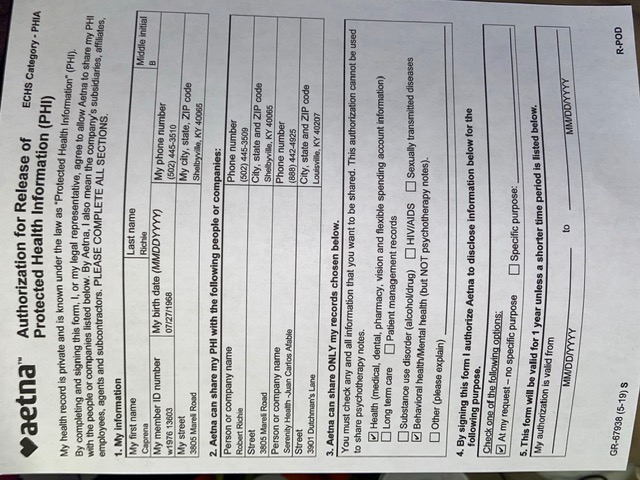 aetna™
Authorization for Release of
Protected Health Information (PHI)
ECHS Category - PHIA
My health record is private and is known under the law as "Protected Health Information" (PHI).
By completing and signing this form, I, or my legal representative, agree to allow Aetna to share my PHI
with the people or companies listed below. By Aetna, I also mean the company's subsidiaries, affiliates,
employees, agents and subcontractors. PLEASE COMPLETE ALL SECTIONS.
1. My information
My first name
Caprena
Last name
Richie
Middle initial
B
My member ID number
w1976 13603
My birth date (MMDDYYYY)
07/27/1968
My phone number
(502) 445-3510
My street
3805 Mareli Road
My city, state, ZIP code
Shelbyville, KY 40065
2. Aetna can share my PHI with the following people or companies:
Person or company name
Robert Richie
Phone number
(502) 445-3509
Street
3805 Mareli Road
City, state and ZIP code
Shelbyville, KY 40065
Person or company name
Serenity Health -Juan Carlos Afable
Phone number
(888) 442-4925
Street
3901 Dutchman's Lane
City, state and ZIP code
Louisville, KY 40207
3. Aetna can share ONLY my records chosen below.
You must check any and all information that you want to be shared. This authorization cannot be used
to share psychotherapy notes.
Health (medical, dental, pharmacy, vision and flexible spending account information)
Long term care Patient management records
Substance use disorder (alcohol/drug) HIV/AIDS Sexually transmitted diseases
Behavioral health/Mental health (but NOT psychotherapy notes).
Other (please explain)
4. By signing this form I authorize Aetna to disclose information below for the
following purpose.
Check one of the following options:
At my request – no specific purpose Specific purpose:
5. This form will be valid for 1 year unless a shorter time period is listed below.
My authorization is valid from
to
MM/DD/YYYY
MM/DD/YYYY
GR-67938 (5-19) S
R-POD